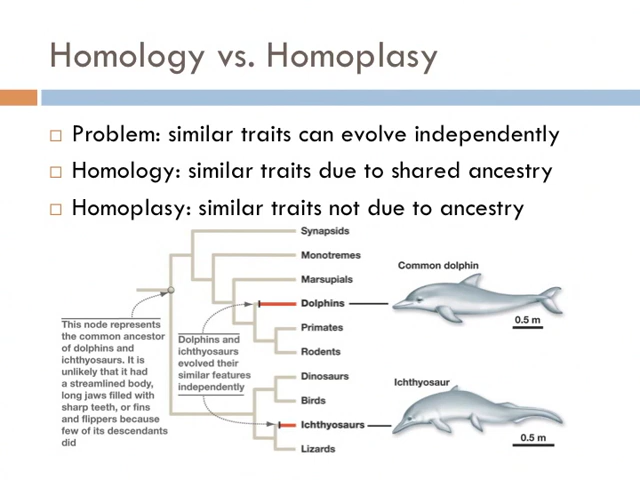 Homology vs. Homoplasy
Problem: similar traits can evolve independently
Homology: similar traits due to shared ancestry
Homoplasy: similar traits not due to ancestry
Synapsids
Monotremes
Marsupials
Dolphins
Primates
Rodents
Dinosaurs
Birds
Ichthyosaurs
Lizards
Common dolphin
0.5 m
Ichthyosaur
0.5 m
This node represents
the common ancestor
of dolphins and
ichthyosaurs. It is
unlikely that it had
a streamlined body,
long jaws filled with
sharp teeth, or fins
and flippers because
few of its descendants
did
Dolphins and
ichthyosaurs
evolved their
similar features
independently